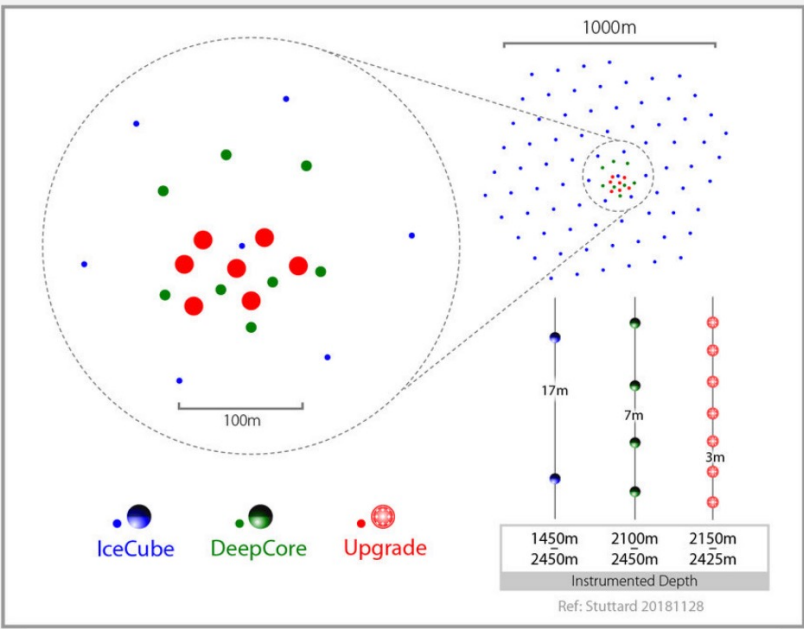 1000m
100m
17m
7m
3m
IceCube
DeepCore
Upgrade
1450m
–
2450m
2100m
–
2450m
2150m
–
2425m
Instrumented Depth
Ref: Stuttard 20181128